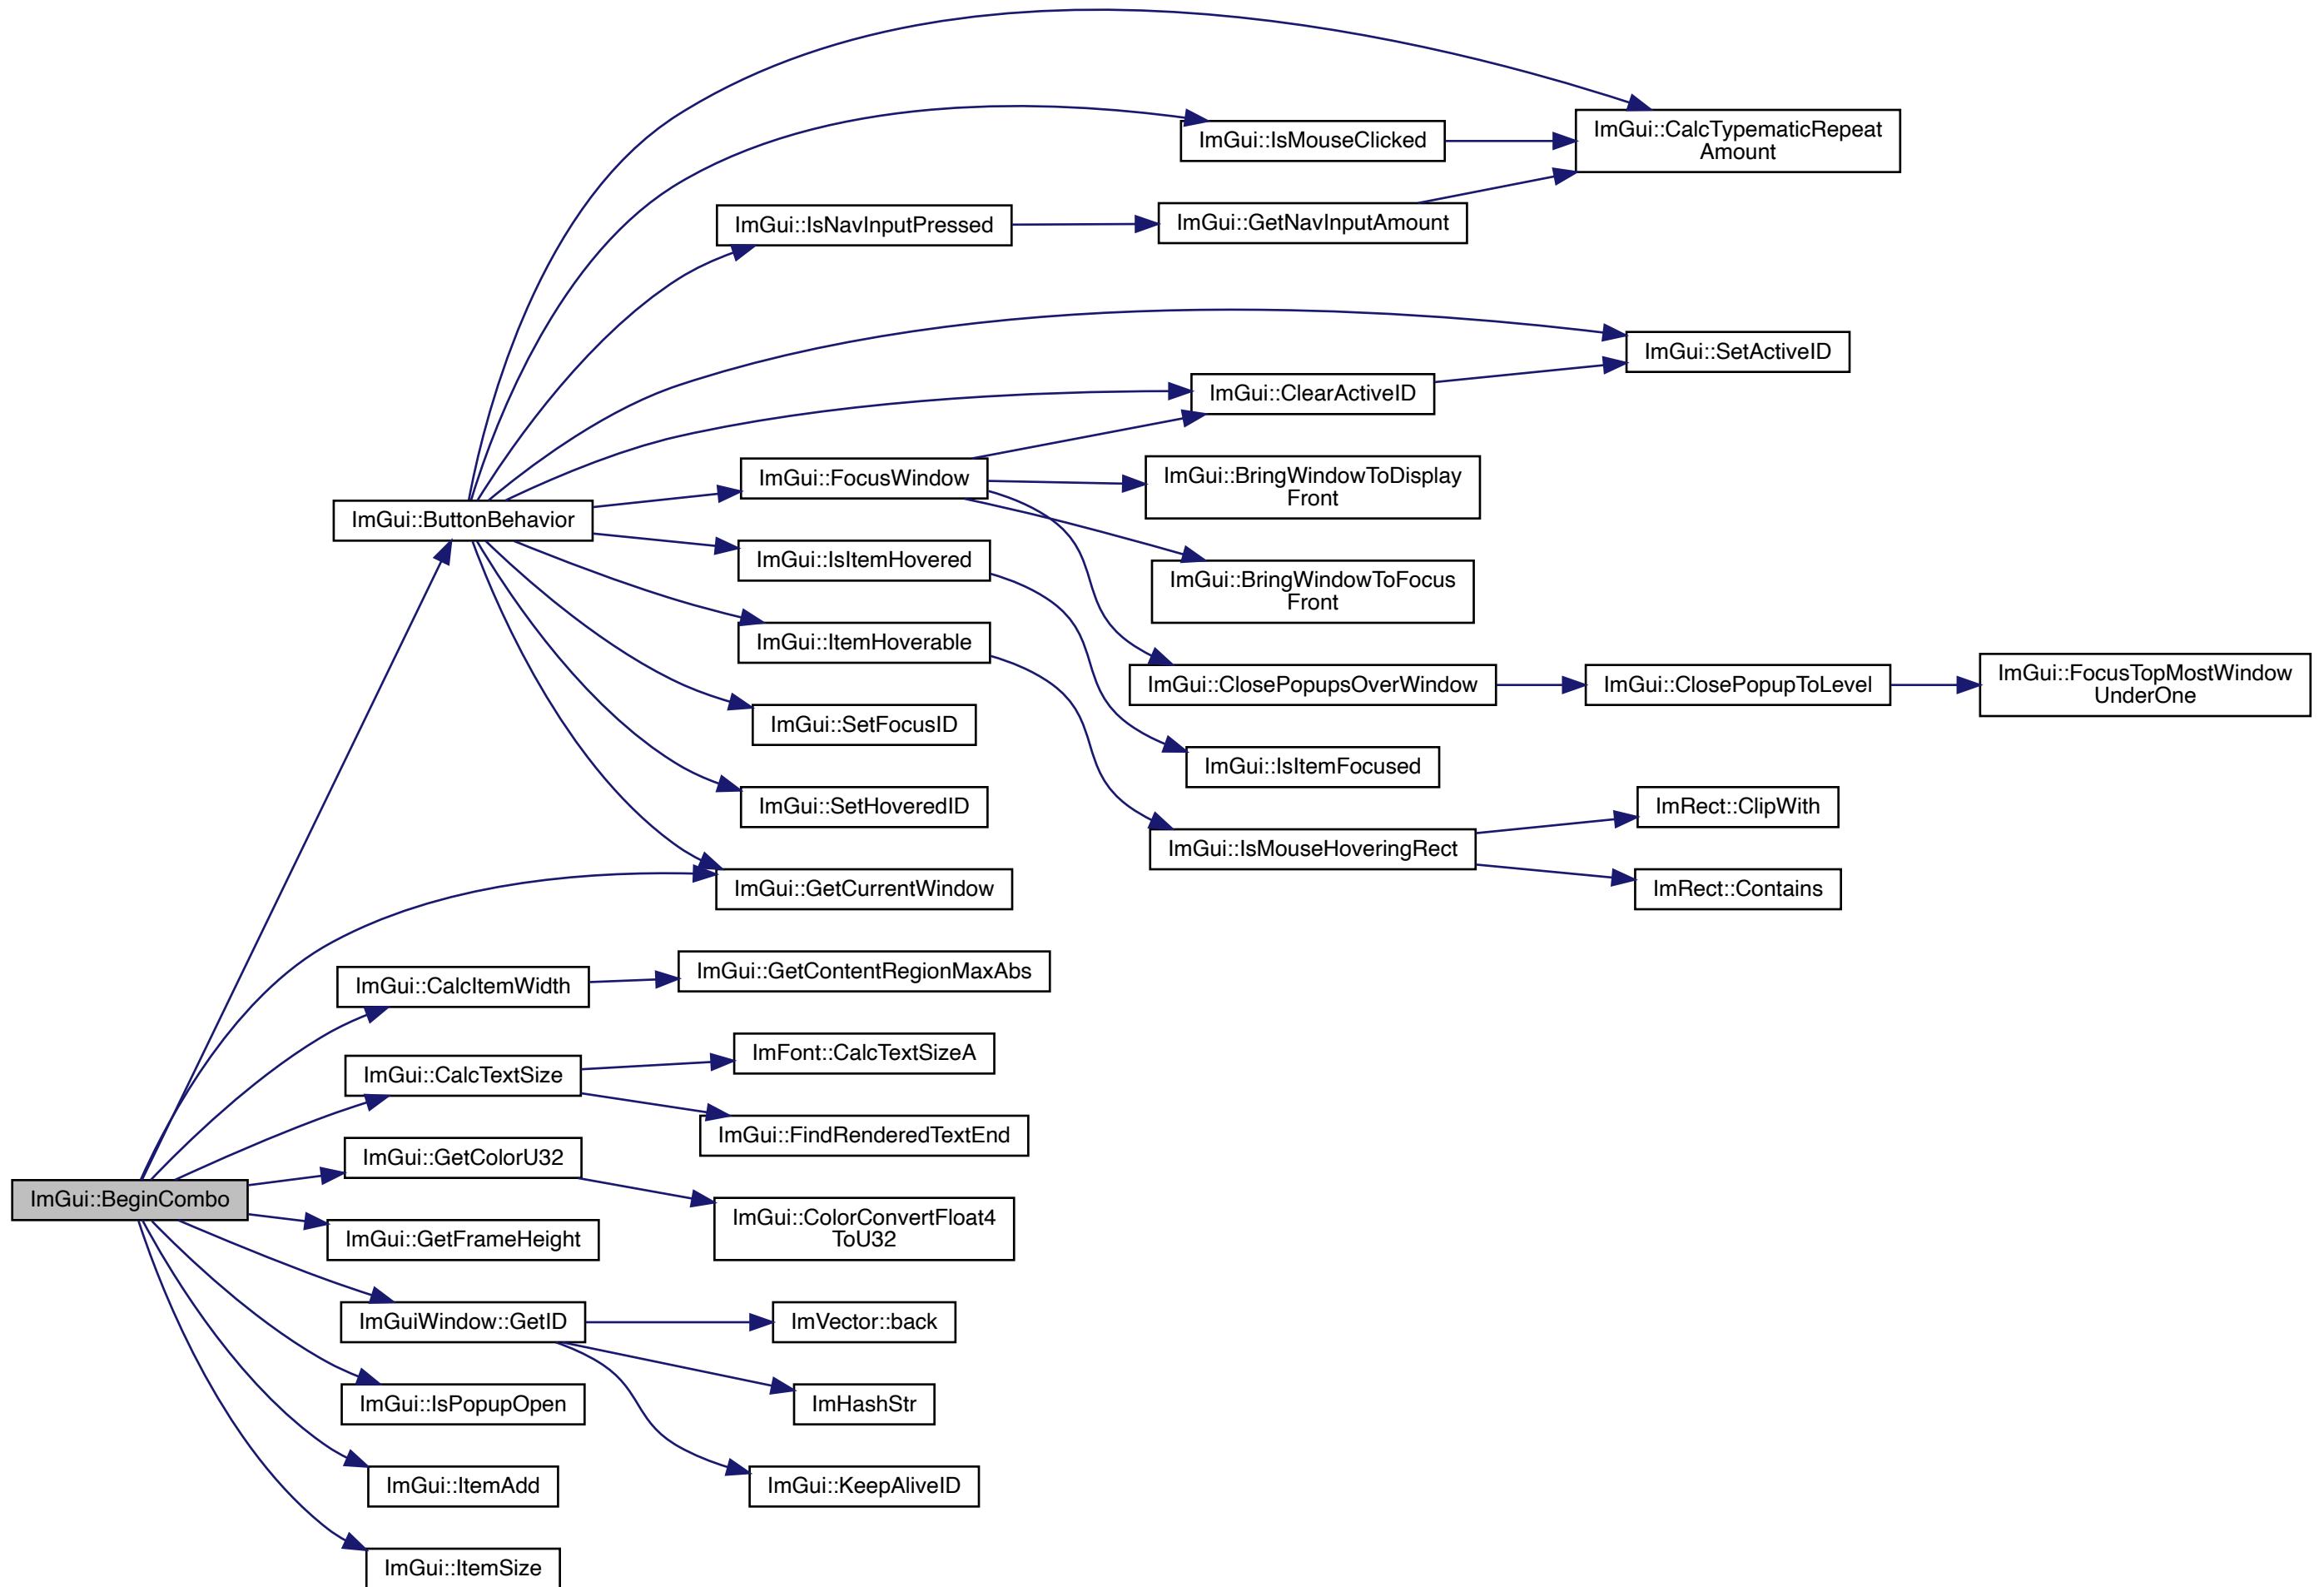 ImGui::CalcTypematicRepeat
Amount
ImGui::IsMouseClicked
ImGui::IsNavInputPressed
ImGui::GetNavInputAmount
ImGui::SetActiveID
ImGui::ClearActiveID
ImGui::FocusWindow
ImGui::BringWindowToDisplay
Front
ImGui::ButtonBehavior
ImGui::IsItemHovered
ImGui::BringWindowToFocus
Front
ImGui::ItemHoverable
ImGui::ClosePopupsOverWindow
ImGui::ClosePopupToLevel
ImGui::FocusTopMostWindow
UnderOne
ImGui::SetFocusID
ImGui::IsItemFocused
ImGui::SetHoveredID
ImRect::ClipWith
ImGui::IsMouseHoveringRect
ImGui::GetCurrentWindow
ImRect::Contains
ImGui::CalcItemWidth
ImGui::GetContentRegionMaxAbs
ImFont::CalcTextSizeA
ImGui::CalcTextSize
ImGui::FindRenderedTextEnd
ImGui::GetColorU32
ImGui::BeginCombo
ImGui::ColorConvertFloat4
ToU32
ImGui::GetFrameHeight
ImGuiWindow::GetID
ImVector::back
ImGui::IsPopupOpen
ImHashStr
ImGui::ItemAdd
ImGui::KeepAliveID
ImGui::ItemSize